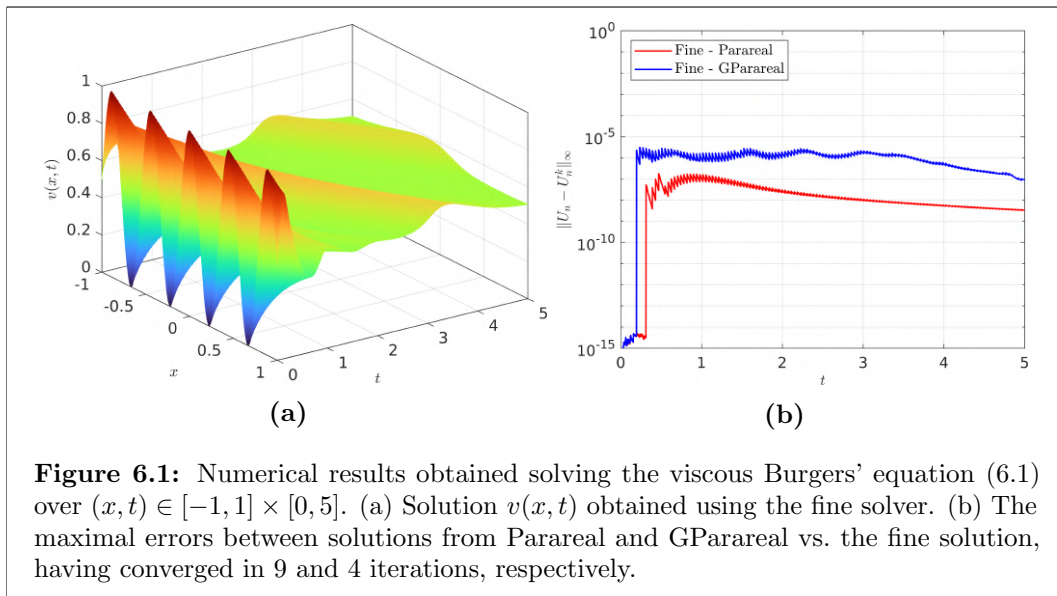 1
0.8
0.6
0.4
0.2
0
v(x, t)
-1
-0.5
0
0.5
1
x
0
1
2
3
4
5
t
(a)
10^0
10^-5
10^-10
10^-15
‖U_n − U_n^k‖_∞
Fine - Parareal
Fine - GParareal
0
1
2
3
4
5
t
(b)
Figure 6.1: Numerical results obtained solving the viscous Burgers' equation (6.1)
over (x, t) ∈ [−1, 1] × [0, 5]. (a) Solution v(x, t) obtained using the fine solver. (b) The
maximal errors between solutions from Parareal and GParareal vs. the fine solution,
having converged in 9 and 4 iterations, respectively.